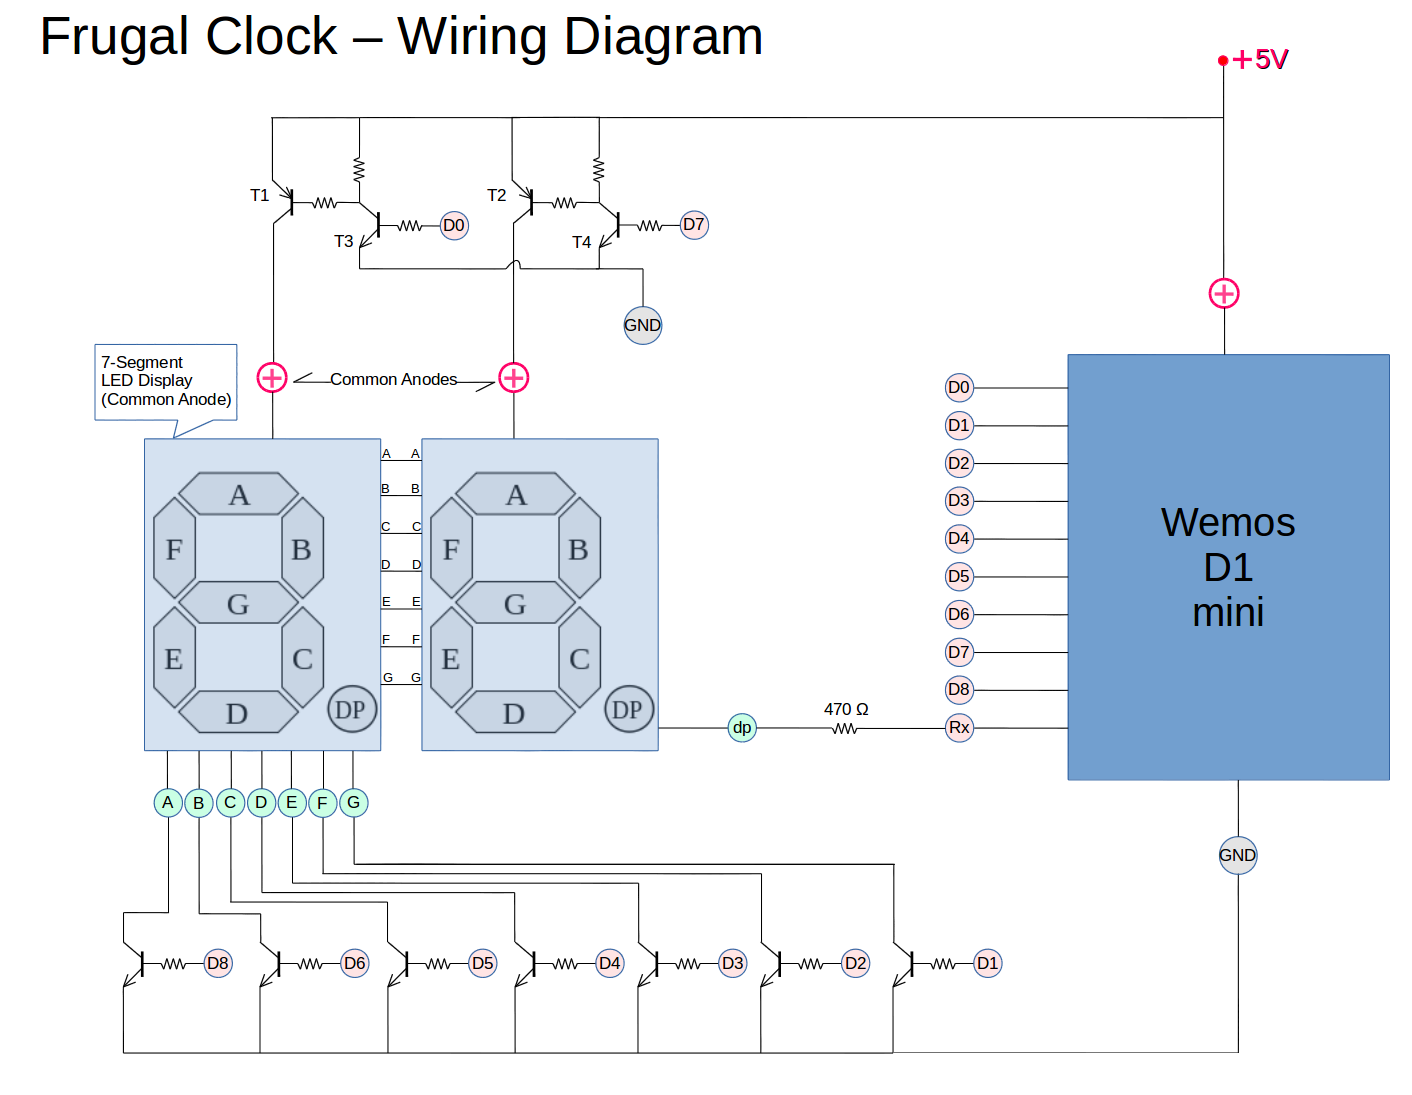 Frugal Clock – Wiring Diagram
+5V
T1
T2
D0
D7
T3
T4
GND
7-Segment
LED Display
(Common Anode)
Common Anodes
A
F
B
G
E
C
D
DP
A A
B B
C C
D D
E E
F F
G G
A
F
B
G
E
C
D
DP
dp
470 Ω
D0
D1
D2
D3
D4
D5
D6
D7
D8
Rx
Wemos
D1
mini
A B C D E F G
GND
D8 D6 D5 D4 D3 D2 D1